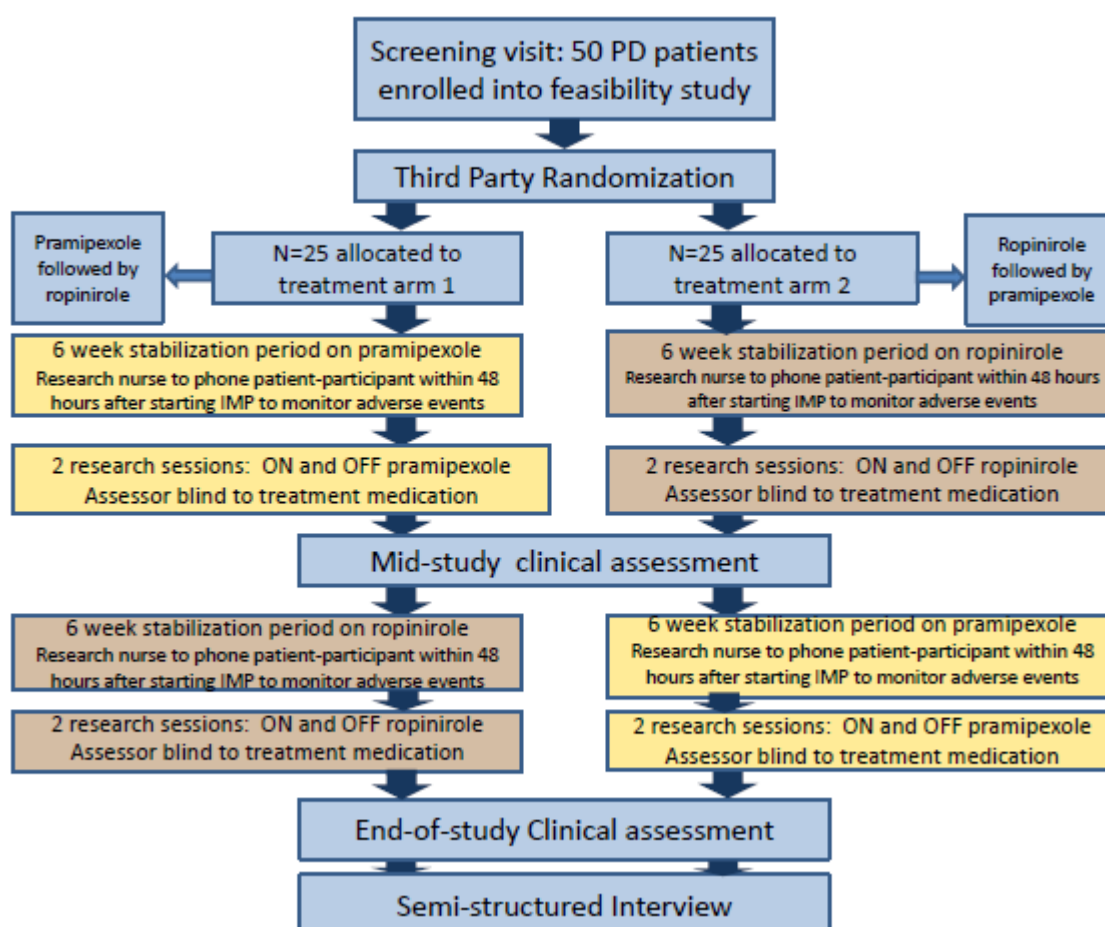 Screening visit: 50 PD patients
enrolled into feasibility study
Third Party Randomization
Pramipexole
followed by
ropinirole
N=25 allocated to
treatment arm 1
N=25 allocated to
treatment arm 2
Ropinirole
followed by
pramipexole
6 week stabilization period on pramipexole
Research nurse to phone patient-participant within 48
hours after starting IMP to monitor adverse events
6 week stabilization period on ropinirole
Research nurse to phone patient-participant within 48 hours
after starting IMP to monitor adverse events
2 research sessions: ON and OFF pramipexole
Assessor blind to treatment medication
2 research sessions: ON and OFF ropinirole
Assessor blind to treatment medication
Mid-study clinical assessment
6 week stabilization period on ropinirole
Research nurse to phone patient-participant within 48
hours after starting IMP to monitor adverse events
6 week stabilization period on pramipexole
Research nurse to phone patient-participant within 48
hours after starting IMP to monitor adverse events
2 research sessions: ON and OFF ropinirole
Assessor blind to treatment medication
2 research sessions: ON and OFF pramipexole
Assessor blind to treatment medication
End-of-study Clinical assessment
Semi-structured Interview